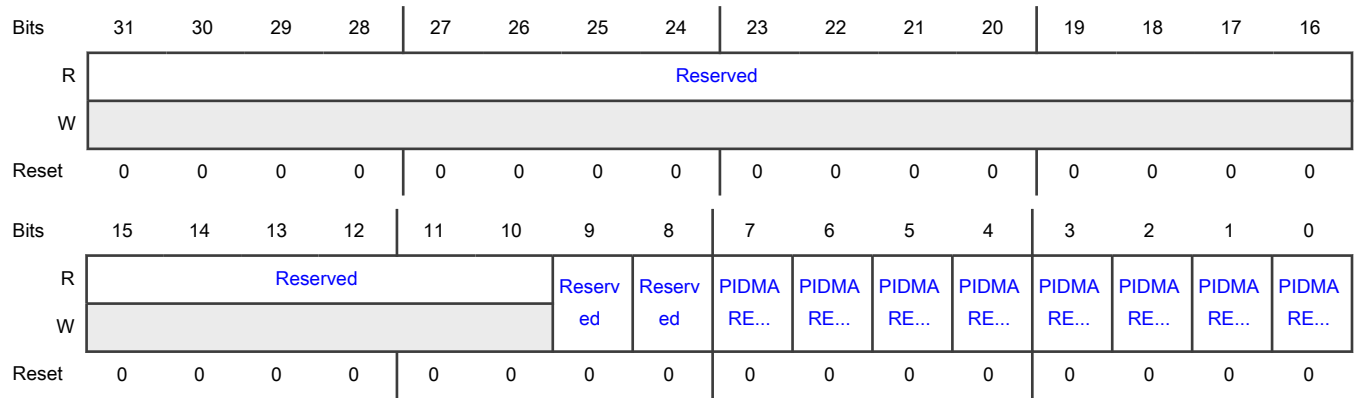 Bits 31 30 29 28 27 26 25 24 23 22 21 20 19 18 17 16
R Reserved
W
Reset 0 0 0 0 0 0 0 0 0 0 0 0 0 0 0 0
Bits 15 14 13 12 11 10 9 8 7 6 5 4 3 2 1 0
R Reserved Reserv Reserv PIDMA PIDMA PIDMA PIDMA PIDMA PIDMA PIDMA PIDMA
W ed ed RE... RE... RE... RE... RE... RE... RE... RE...
Reset 0 0 0 0 0 0 0 0 0 0 0 0 0 0 0 0